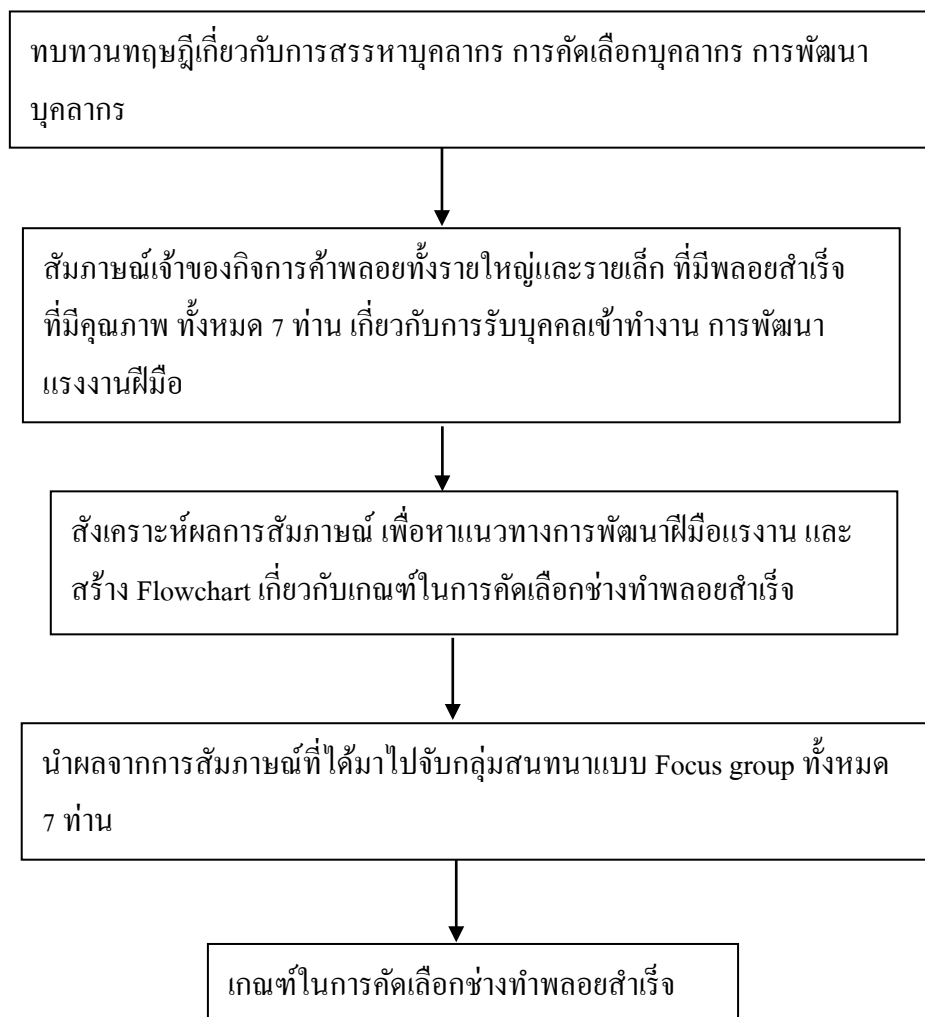 ทบทวนทฤษฎีเกี่ยวกับการสรรหาบุคลากร การคัดเลือกบุคลากร การพัฒนา
บุคลากร
สัมภาษณ์เจ้าของกิจการค้าพลอยทั้งรายใหญ่และรายเล็ก ที่มีพลอยสำเร็จ
ที่มีคุณภาพ ทั้งหมด 7 ท่าน เกี่ยวกับการรับบุคคลเข้าทำงาน การพัฒนา
แรงงานฝีมือ
สังเคราะห์ผลการสัมภาษณ์ เพื่อหาแนวทางการพัฒนาฝีมือแรงงาน และ
สร้าง Flowchart เกี่ยวกับเกณฑ์ในการคัดเลือกช่างทำพลอยสำเร็จ
นำผลจากการสัมภาษณ์ที่ได้มาไปจับกลุ่มสนทนาแบบ Focus group ทั้งหมด
7 ท่าน
เกณฑ์ในการคัดเลือกช่างทำพลอยสำเร็จ